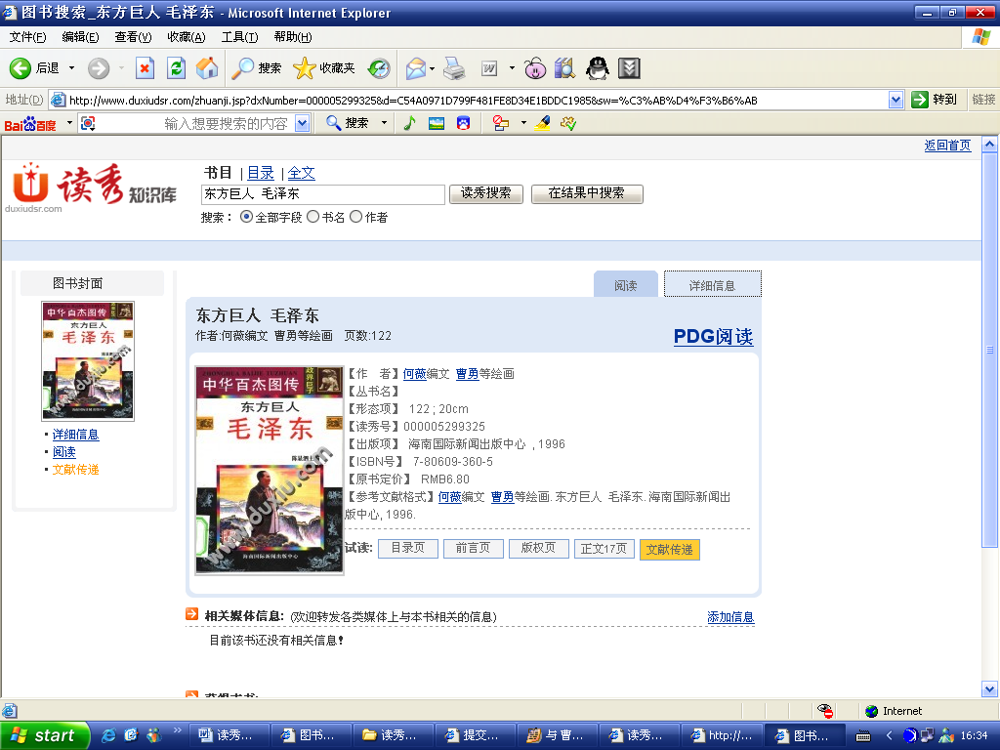 图书搜索_东方巨人 毛泽东 - Microsoft Internet Explorer
文件(F) 编辑(E) 查看(V) 收藏(A) 工具(T) 帮助(H)
后退 搜索 收藏夹
地址(D) http://www.duxiudsr.com/zhuanji.jsp?dxNumber=000005299325&d=C54A0971D799F481FE8D34E1BDDC1985&sw=%C3%AB%D4%F3%B6%AB 转到 链接
Bai百度 输入想要搜索的内容 搜索
返回首页
读秀知识库
duxiudsr.com
书目 | 目录 | 全文
东方巨人 毛泽东 读秀搜索 在结果中搜索
搜索： 全部字段 书名 作者
图书封面
中华百杰图传
东方巨人
毛泽东
www.duxiu.com
· 详细信息
· 阅读
· 文献传递
阅读 详细信息
东方巨人 毛泽东
作者:何薇编文 曹勇等绘画 页数:122
PDG阅读
ZHONGHUA BAIJIE TUZHUAN
中华百杰图传
政界巨子
东方巨人
毛泽东
www.duxiu.com
海南国际新闻出版中心
【作 者】何薇编文 曹勇等绘画
【丛书名】
【形态项】 122 ; 20cm
【读秀号】000005299325
【出版项】 海南国际新闻出版中心 , 1996
【ISBN号】 7-80609-360-5
【原书定价】 RMB6.80
【参考文献格式】何薇编文 曹勇等绘画. 东方巨人 毛泽东. 海南国际新闻出
版中心, 1996.
试读: 目录页 前言页 版权页 正文17页 文献传递
相关媒体信息: (欢迎转发各类媒体上与本书相关的信息) 添加信息
目前该书还没有相关信息!
Internet
start 读秀... 图书... 读秀... 提交... 与 曹... 读秀... http://... 图书... 16:34